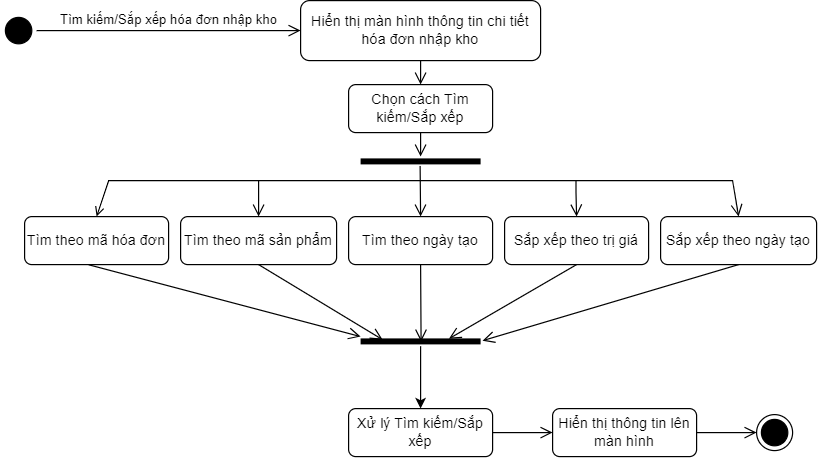 Tìm kiếm/Sắp xếp hóa đơn nhập kho
Hiển thị màn hình thông tin chi tiết
hóa đơn nhập kho
Chọn cách Tìm
kiếm/Sắp xếp
Tìm theo mã hóa đơn
Tìm theo mã sản phẩm
Tìm theo ngày tạo
Sắp xếp theo trị giá
Sắp xếp theo ngày tạo
Xử lý Tìm kiếm/Sắp
xếp
Hiển thị thông tin lên
màn hình